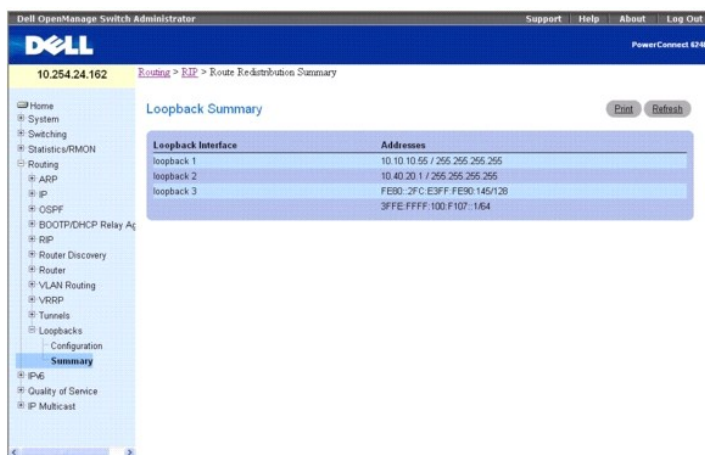 Dell OpenManage Switch Administrator
Support Help About Log Out
DELL
PowerConnect 624
10.254.24.162
Routing > RIP > Route Redistribution Summary
Home
System
Switching
Statistics/RMON
Routing
ARP
IP
OSPF
BOOTP/DHCP Relay Ag
RIP
Router Discovery
Router
VLAN Routing
VRRP
Tunnels
Loopbacks
Configuration
Summary
IPv6
Quality of Service
IP Multicast
Loopback Summary
Print Refresh
Loopback Interface Addresses
loopback 1 10.10.10.55 / 255.255.255.255
loopback 2 10.40.20.1 / 255.255.255.255
loopback 3 FE80::2FC:E3FF:FE90:145/128
3FFE:FFFF:100:F107::1/64